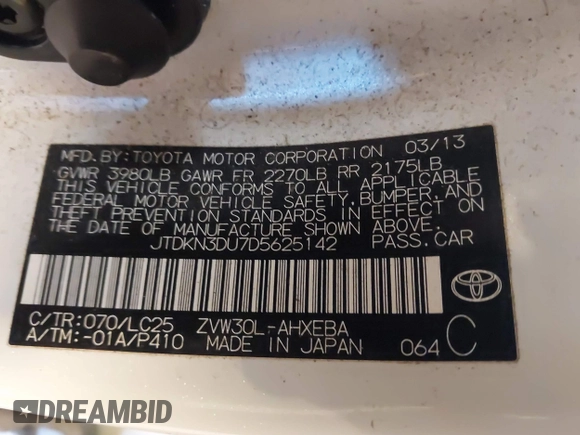 MFD. BY: TOYOTA MOTOR CORPORATION 03/13
GVWR 3980LB GAWR FR 2270LB RR 2175LB
THIS VEHICLE CONFORMS TO ALL APPLICABLE
FEDERAL MOTOR VEHICLE SAFETY, BUMPER, AND
THEFT PREVENTION STANDARDS IN EFFECT ON
THE DATE OF MANUFACTURE SHOWN ABOVE.
JTDKN3DU7D5625142 PASS. CAR
C/TR:070/LC25 ZVW30L-AHXEBA
A/TM:-01A/P410 MADE IN JAPAN 064 C
DREAMBID